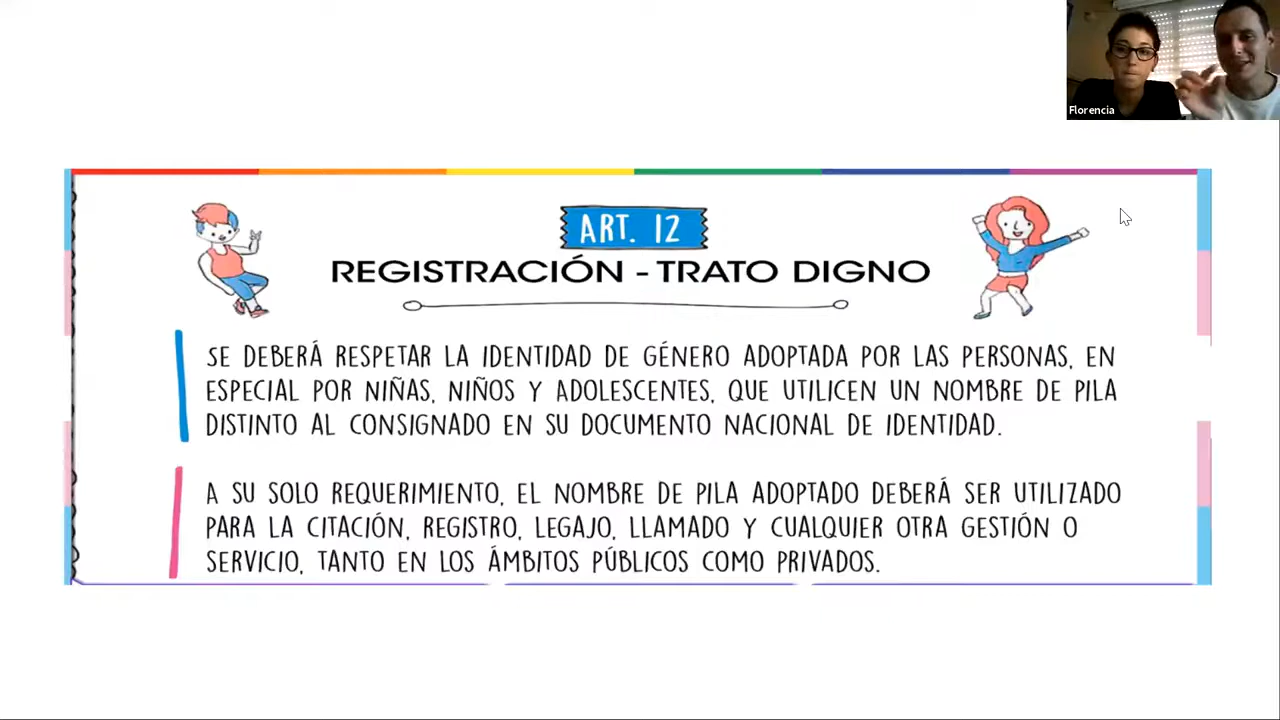 Florencia
ART. 12
REGISTRACIÓN - TRATO DIGNO
SE DEBERÁ RESPETAR LA IDENTIDAD DE GÉNERO ADOPTADA POR LAS PERSONAS, EN
ESPECIAL POR NIÑAS, NIÑOS Y ADOLESCENTES, QUE UTILICEN UN NOMBRE DE PILA
DISTINTO AL CONSIGNADO EN SU DOCUMENTO NACIONAL DE IDENTIDAD.
A SU SOLO REQUERIMIENTO, EL NOMBRE DE PILA ADOPTADO DEBERÁ SER UTILIZADO
PARA LA CITACIÓN, REGISTRO, LEGAJO, LLAMADO Y CUALQUIER OTRA GESTIÓN O
SERVICIO, TANTO EN LOS ÁMBITOS PÚBLICOS COMO PRIVADOS.